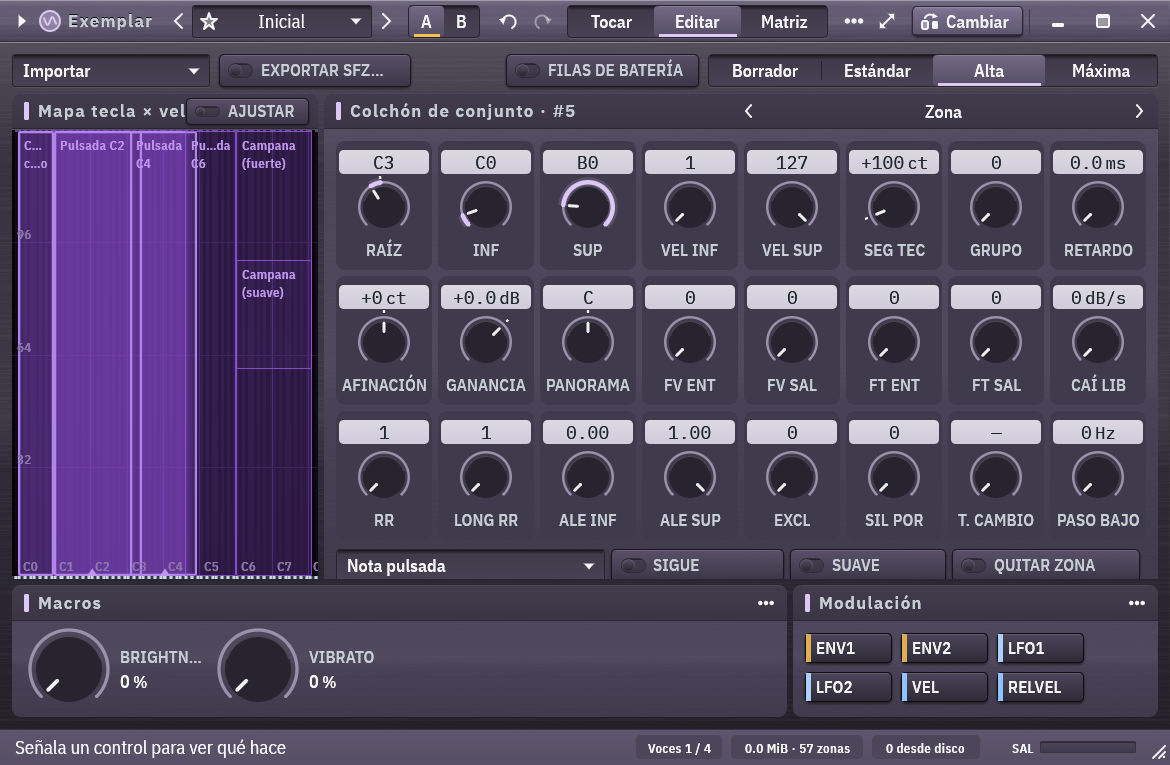 Exemplar Inicial A B Tocar Editar Matriz ••• Cambiar
Importar EXPORTAR SFZ... FILAS DE BATERÍA Borrador Estándar Alta Máxima
Mapa tecla × vel AJUSTAR Colchón de conjunto · #5 Zona
C... Pulsada C2 Pulsada Pu...da Campana
c...o C4 C6 (fuerte)
C3 C0 B0 1 127 +100 ct 0 0.0 ms
RAÍZ INF SUP VEL INF VEL SUP SEG TEC GRUPO RETARDO
96
Campana
(suave)
+0 ct +0.0 dB C 0 0 0 0 0 dB/s
64
AFINACIÓN GANANCIA PANORAMA FV ENT FV SAL FT ENT FT SAL CAÍ LIB
1 1 0.00 1.00 0 0 — 0 Hz
32
RR LONG RR ALE INF ALE SUP EXCL SIL POR T. CAMBIO PASO BAJO
C0 C1 C2 C3 C4 C5 C6 C7
Nota pulsada SIGUE SUAVE QUITAR ZONA
Macros ••• Modulación •••
BRIGHTN... 0 %
VIBRATO 0 %
ENV1 ENV2 LFO1
LFO2 VEL RELVEL
Señala un control para ver qué hace Voces 1 / 4 0.0 MiB · 57 zonas 0 desde disco SAL